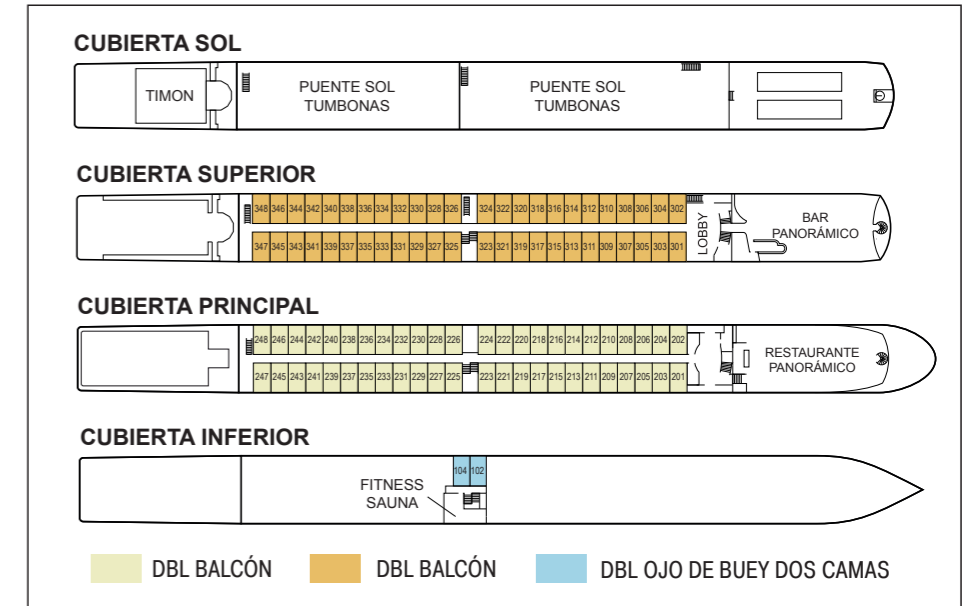 CUBIERTA SOL
TIMON
PUENTE SOL
TUMBONAS
PUENTE SOL
TUMBONAS
CUBIERTA SUPERIOR
348 346 344 342 340 338 336 334 332 330 328 326 324 322 320 318 316 314 312 310 308 306 304 302
347 345 343 341 339 337 335 333 331 329 327 325 323 321 319 317 315 313 311 309 307 305 303 301
LOBBY
BAR
PANORÁMICO
CUBIERTA PRINCIPAL
248 246 244 242 240 238 236 234 232 230 228 226 224 222 220 218 216 214 212 210 208 206 204 202
247 245 243 241 239 237 235 233 231 229 227 225 223 221 219 217 215 213 211 209 207 205 203 201
RESTAURANTE
PANORÁMICO
CUBIERTA INFERIOR
104 102
FITNESS
SAUNA
DBL BALCÓN
DBL BALCÓN
DBL OJO DE BUEY DOS CAMAS